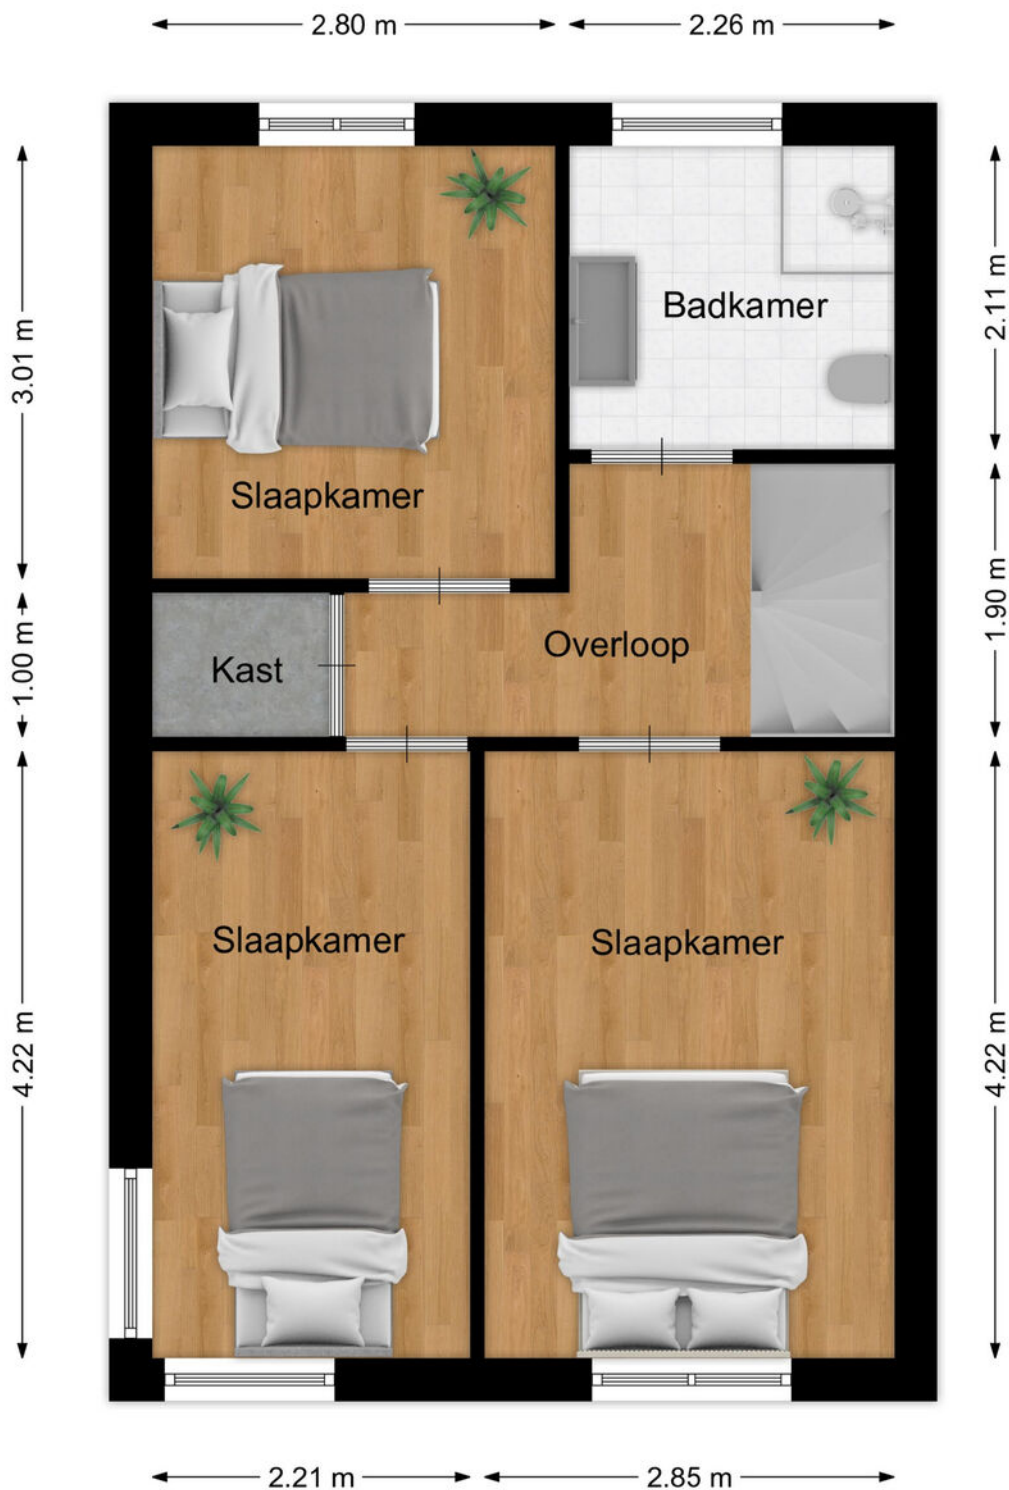 2.80 m
2.26 m
3.01 m
2.11 m
Badkamer
Slaapkamer
1.00 m
1.90 m
Kast
Overloop
Slaapkamer
Slaapkamer
4.22 m
4.22 m
2.21 m
2.85 m